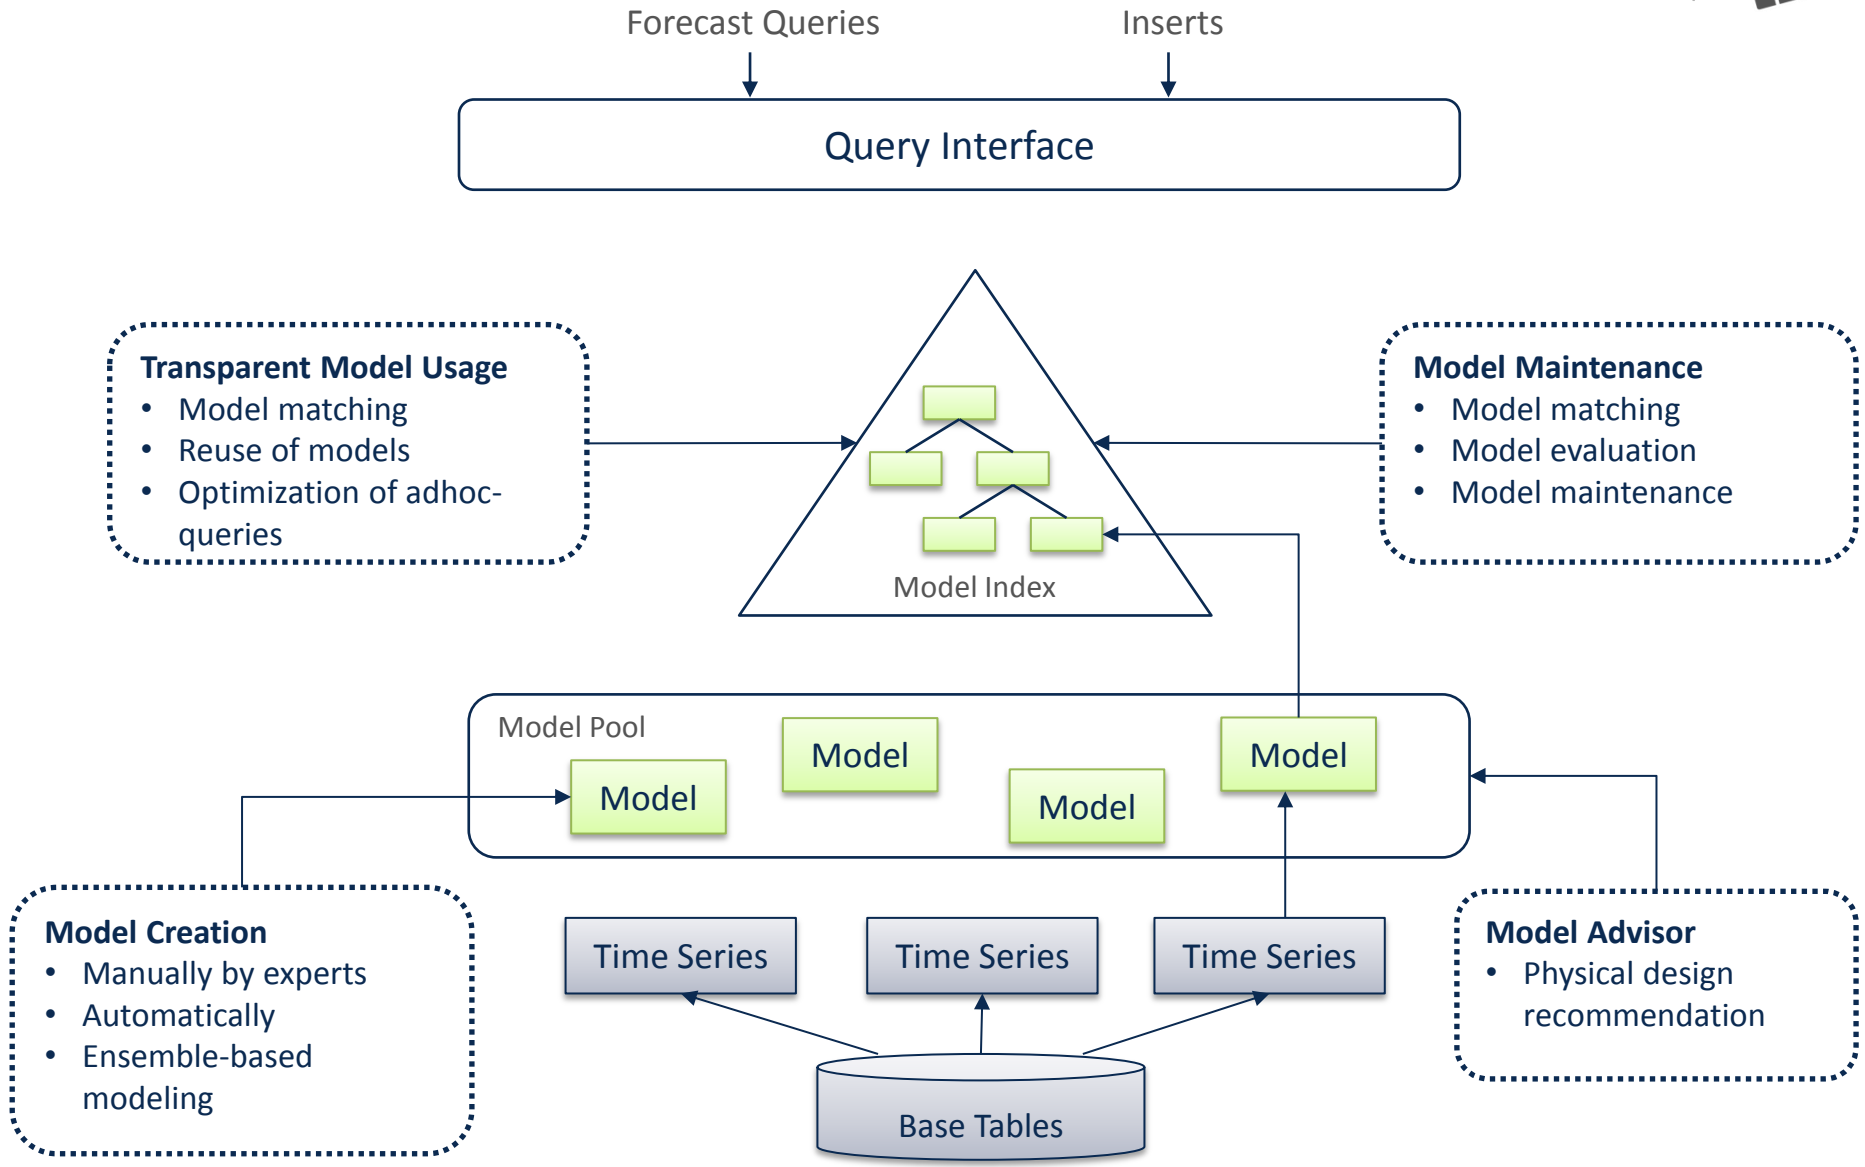 Forecast Queries
Inserts
Query Interface
Transparent Model Usage
• Model matching
• Reuse of models
• Optimization of adhoc-
queries
Model Index
Model Maintenance
• Model matching
• Model evaluation
• Model maintenance
Model Pool
Model
Model
Model
Model
Model Creation
• Manually by experts
• Automatically
• Ensemble-based
modeling
Time Series
Time Series
Time Series
Base Tables
Model Advisor
• Physical design
recommendation